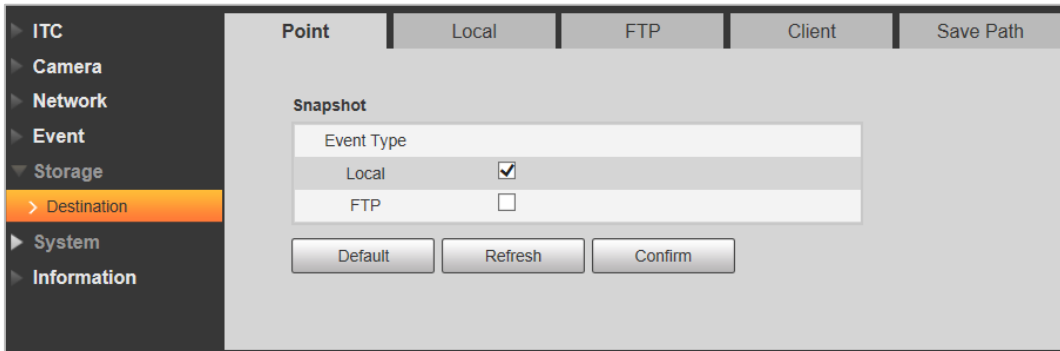 ITC
Camera
Network
Event
Storage
Destination
System
Information
Point Local FTP Client Save Path
Snapshot
Event Type
Local
FTP
Default Refresh Confirm